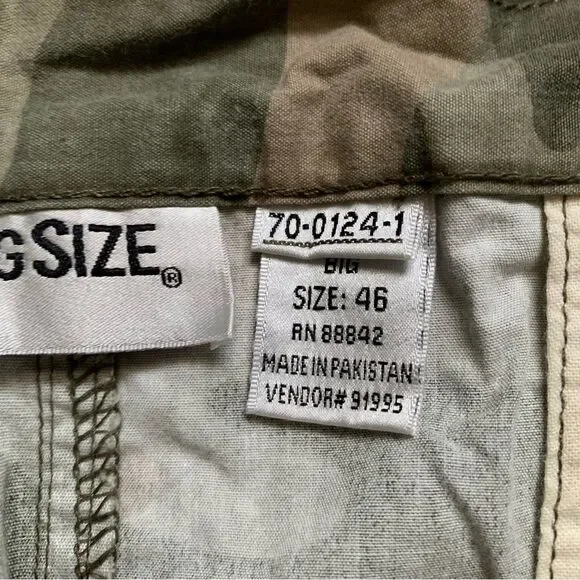 GSIZE®
70-0124-1
BIG
SIZE: 46
RN 88842
MADE IN PAKISTAN
VENDOR# 91995